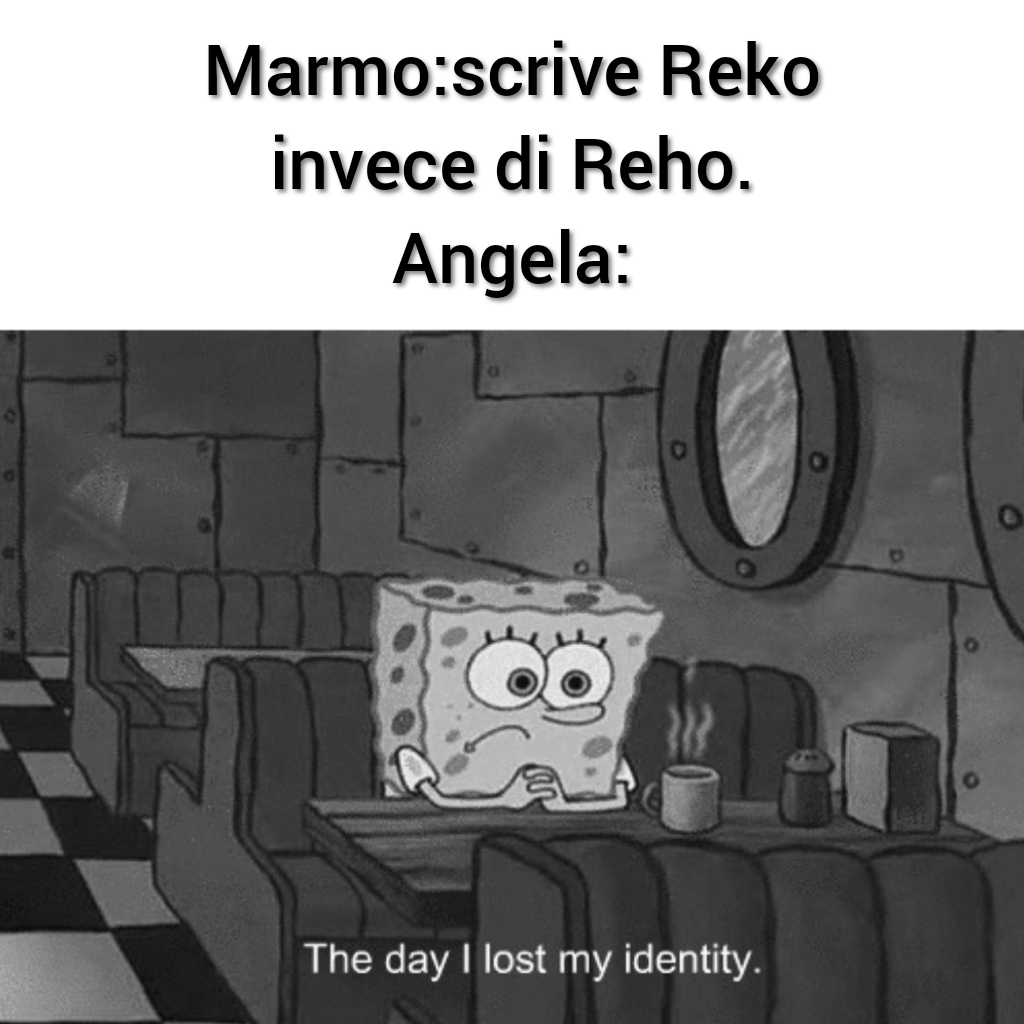 Marmo:scrive Reko
invece di Reho.
Angela:
The day I lost my identity.